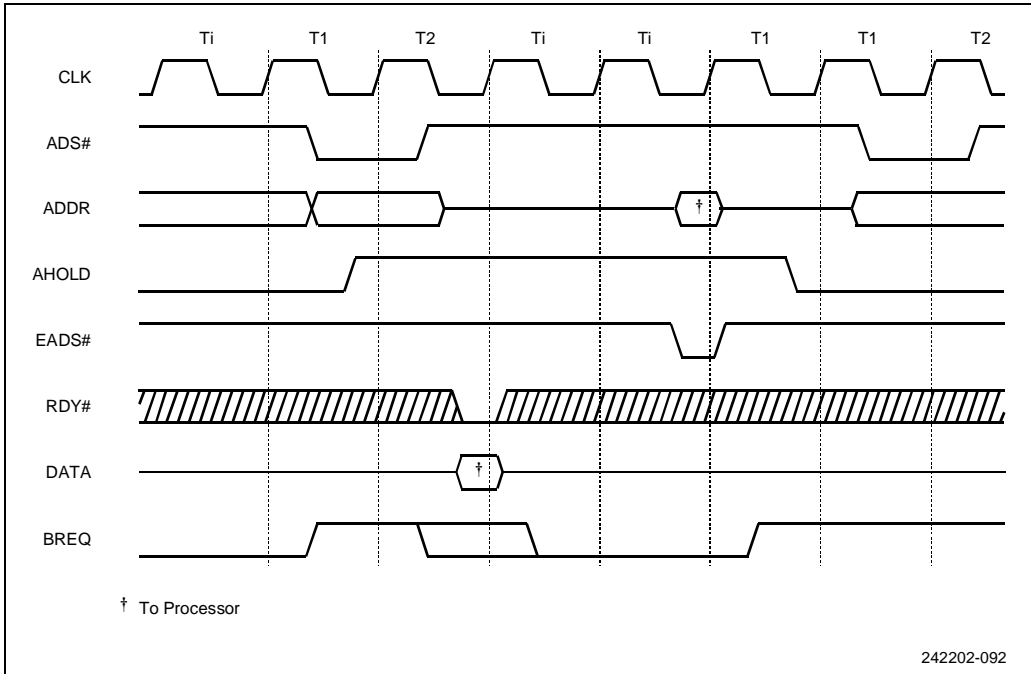 Ti T1 T2 Ti Ti T1 T1 T2
CLK
ADS#
ADDR †
AHOLD
EADS#
RDY#
DATA †
BREQ
† To Processor
242202-092